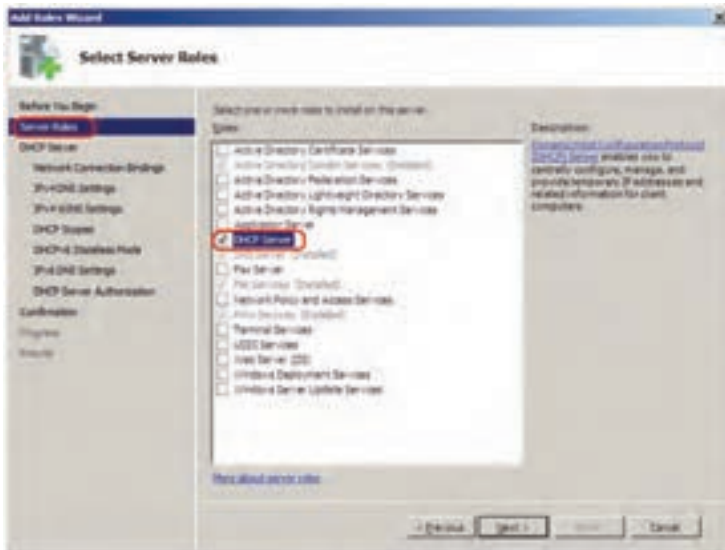 Add Roles Wizard
Select Server Roles
Before You Begin
Server Roles
DHCP Server
Network Connection Bindings
IPv4 DNS Settings
IPv4 WINS Settings
DHCP Scopes
DHCPv6 Stateless Mode
IPv6 DNS Settings
DHCP Server Authorization
Confirmation
Progress
Results
Select one or more roles to install on this server.
Roles:
Active Directory Certificate Services
Active Directory Domain Services (Installed)
Active Directory Federation Services
Active Directory Lightweight Directory Services
Active Directory Rights Management Services
Application Server
DHCP Server
DNS Server (Installed)
Fax Server
File Services (Installed)
Network Policy and Access Services
Print Services (Installed)
Terminal Services
UDDI Services
Web Server (IIS)
Windows Deployment Services
Windows Server Update Services
More about server roles
Description:
Dynamic Host Configuration Protocol
(DHCP) Server enables you to
centrally configure, manage, and
provide temporary IP addresses and
related information for client
computers.
< Previous
Next >
Cancel